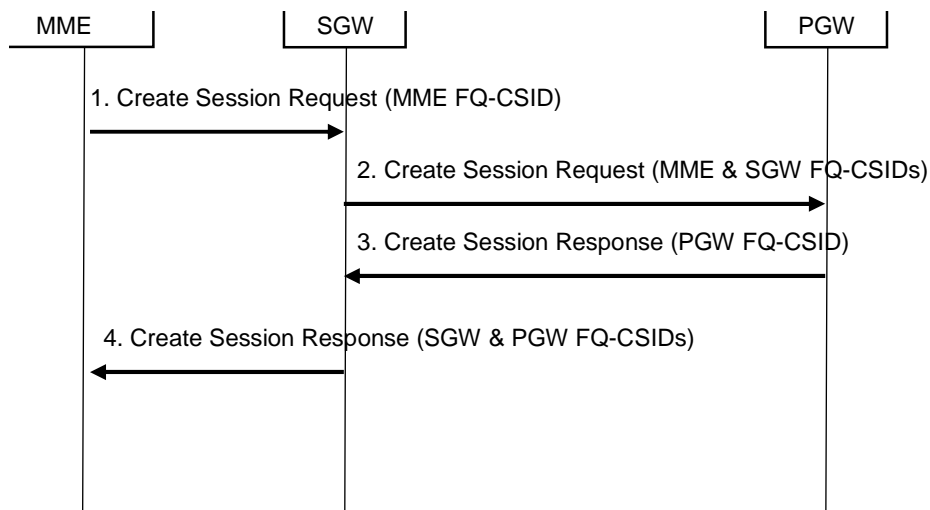 MME
SGW
PGW
1. Create Session Request (MME FQ-CSID)
2. Create Session Request (MME & SGW FQ-CSIDs)
3. Create Session Response (PGW FQ-CSID)
4. Create Session Response (SGW & PGW FQ-CSIDs)